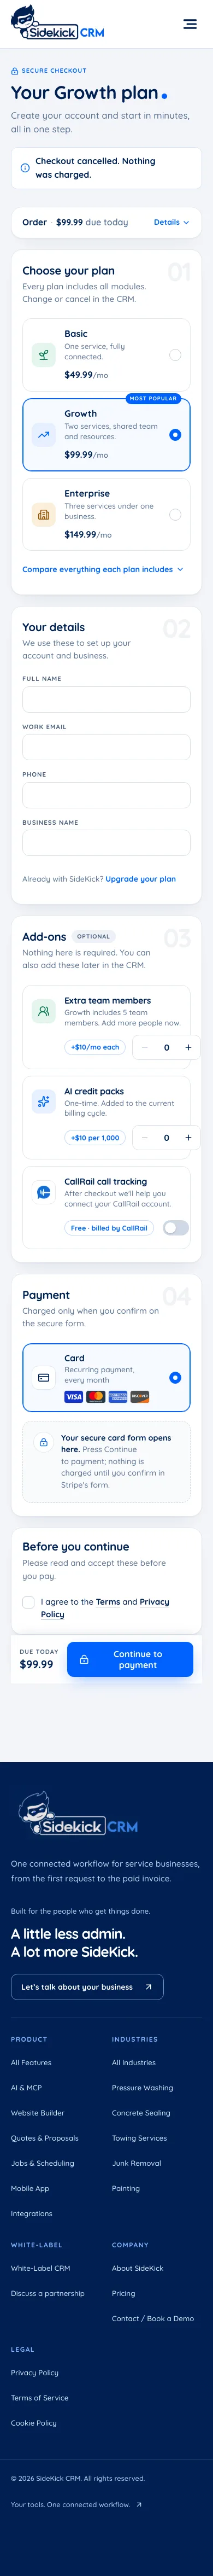 Sidekick CRM
SECURE CHECKOUT
Your Growth plan.
Create your account and start in minutes,
all in one step.
Checkout cancelled. Nothing
was charged.
Order · $99.99 due today Details
01
Choose your plan
Every plan includes all modules.
Change or cancel in the CRM.
Basic
One service, fully
connected.
$49.99/mo
MOST POPULAR
Growth
Two services, shared team
and resources.
$99.99/mo
Enterprise
Three services under one
business.
$149.99/mo
Compare everything each plan includes
02
Your details
We use these to set up your
account and business.
FULL NAME
WORK EMAIL
PHONE
BUSINESS NAME
Already with SideKick? Upgrade your plan
03
Add-ons OPTIONAL
Nothing here is required. You can
also add these later in the CRM.
Extra team members
Growth includes 5 team
members. Add more people now.
+$10/mo each − 0 +
AI credit packs
One-time. Added to the current
billing cycle.
+$10 per 1,000 − 0 +
CallRail call tracking
After checkout we'll help you
connect your CallRail account.
Free · billed by CallRail
04
Payment
Charged only when you confirm on
the secure form.
Card
Recurring payment,
every month
VISA
Your secure card form opens
here. Press Continue
to payment; nothing is
charged until you confirm in
Stripe's form.
Before you continue
Please read and accept these before
you pay.
I agree to the Terms and Privacy
Policy
DUE TODAY
$99.99
Continue to
payment
Sidekick CRM
One connected workflow for service businesses,
from the first request to the paid invoice.
Built for the people who get things done.
A little less admin.
A lot more SideKick.
Let's talk about your business
PRODUCT
All Features
AI & MCP
Website Builder
Quotes & Proposals
Jobs & Scheduling
Mobile App
Integrations
INDUSTRIES
All Industries
Pressure Washing
Concrete Sealing
Towing Services
Junk Removal
Painting
WHITE-LABEL
White-Label CRM
Discuss a partnership
COMPANY
About SideKick
Pricing
Contact / Book a Demo
LEGAL
Privacy Policy
Terms of Service
Cookie Policy
© 2026 SideKick CRM. All rights reserved.
Your tools. One connected workflow.